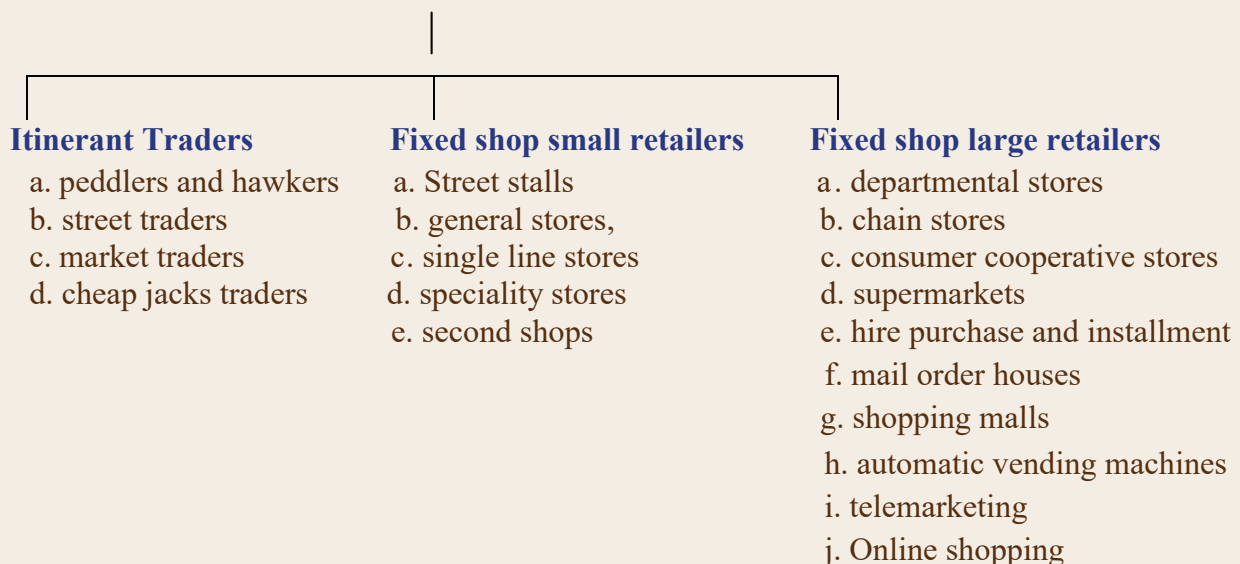 Itinerant Traders
a. peddlers and hawkers
b. street traders
c. market traders
d. cheap jacks traders
Fixed shop small retailers
a. Street stalls
b. general stores,
c. single line stores
d. speciality stores
e. second shops
Fixed shop large retailers
a. departmental stores
b. chain stores
c. consumer cooperative stores
d. supermarkets
e. hire purchase and installment
f. mail order houses
g. shopping malls
h. automatic vending machines
i. telemarketing
j. Online shopping